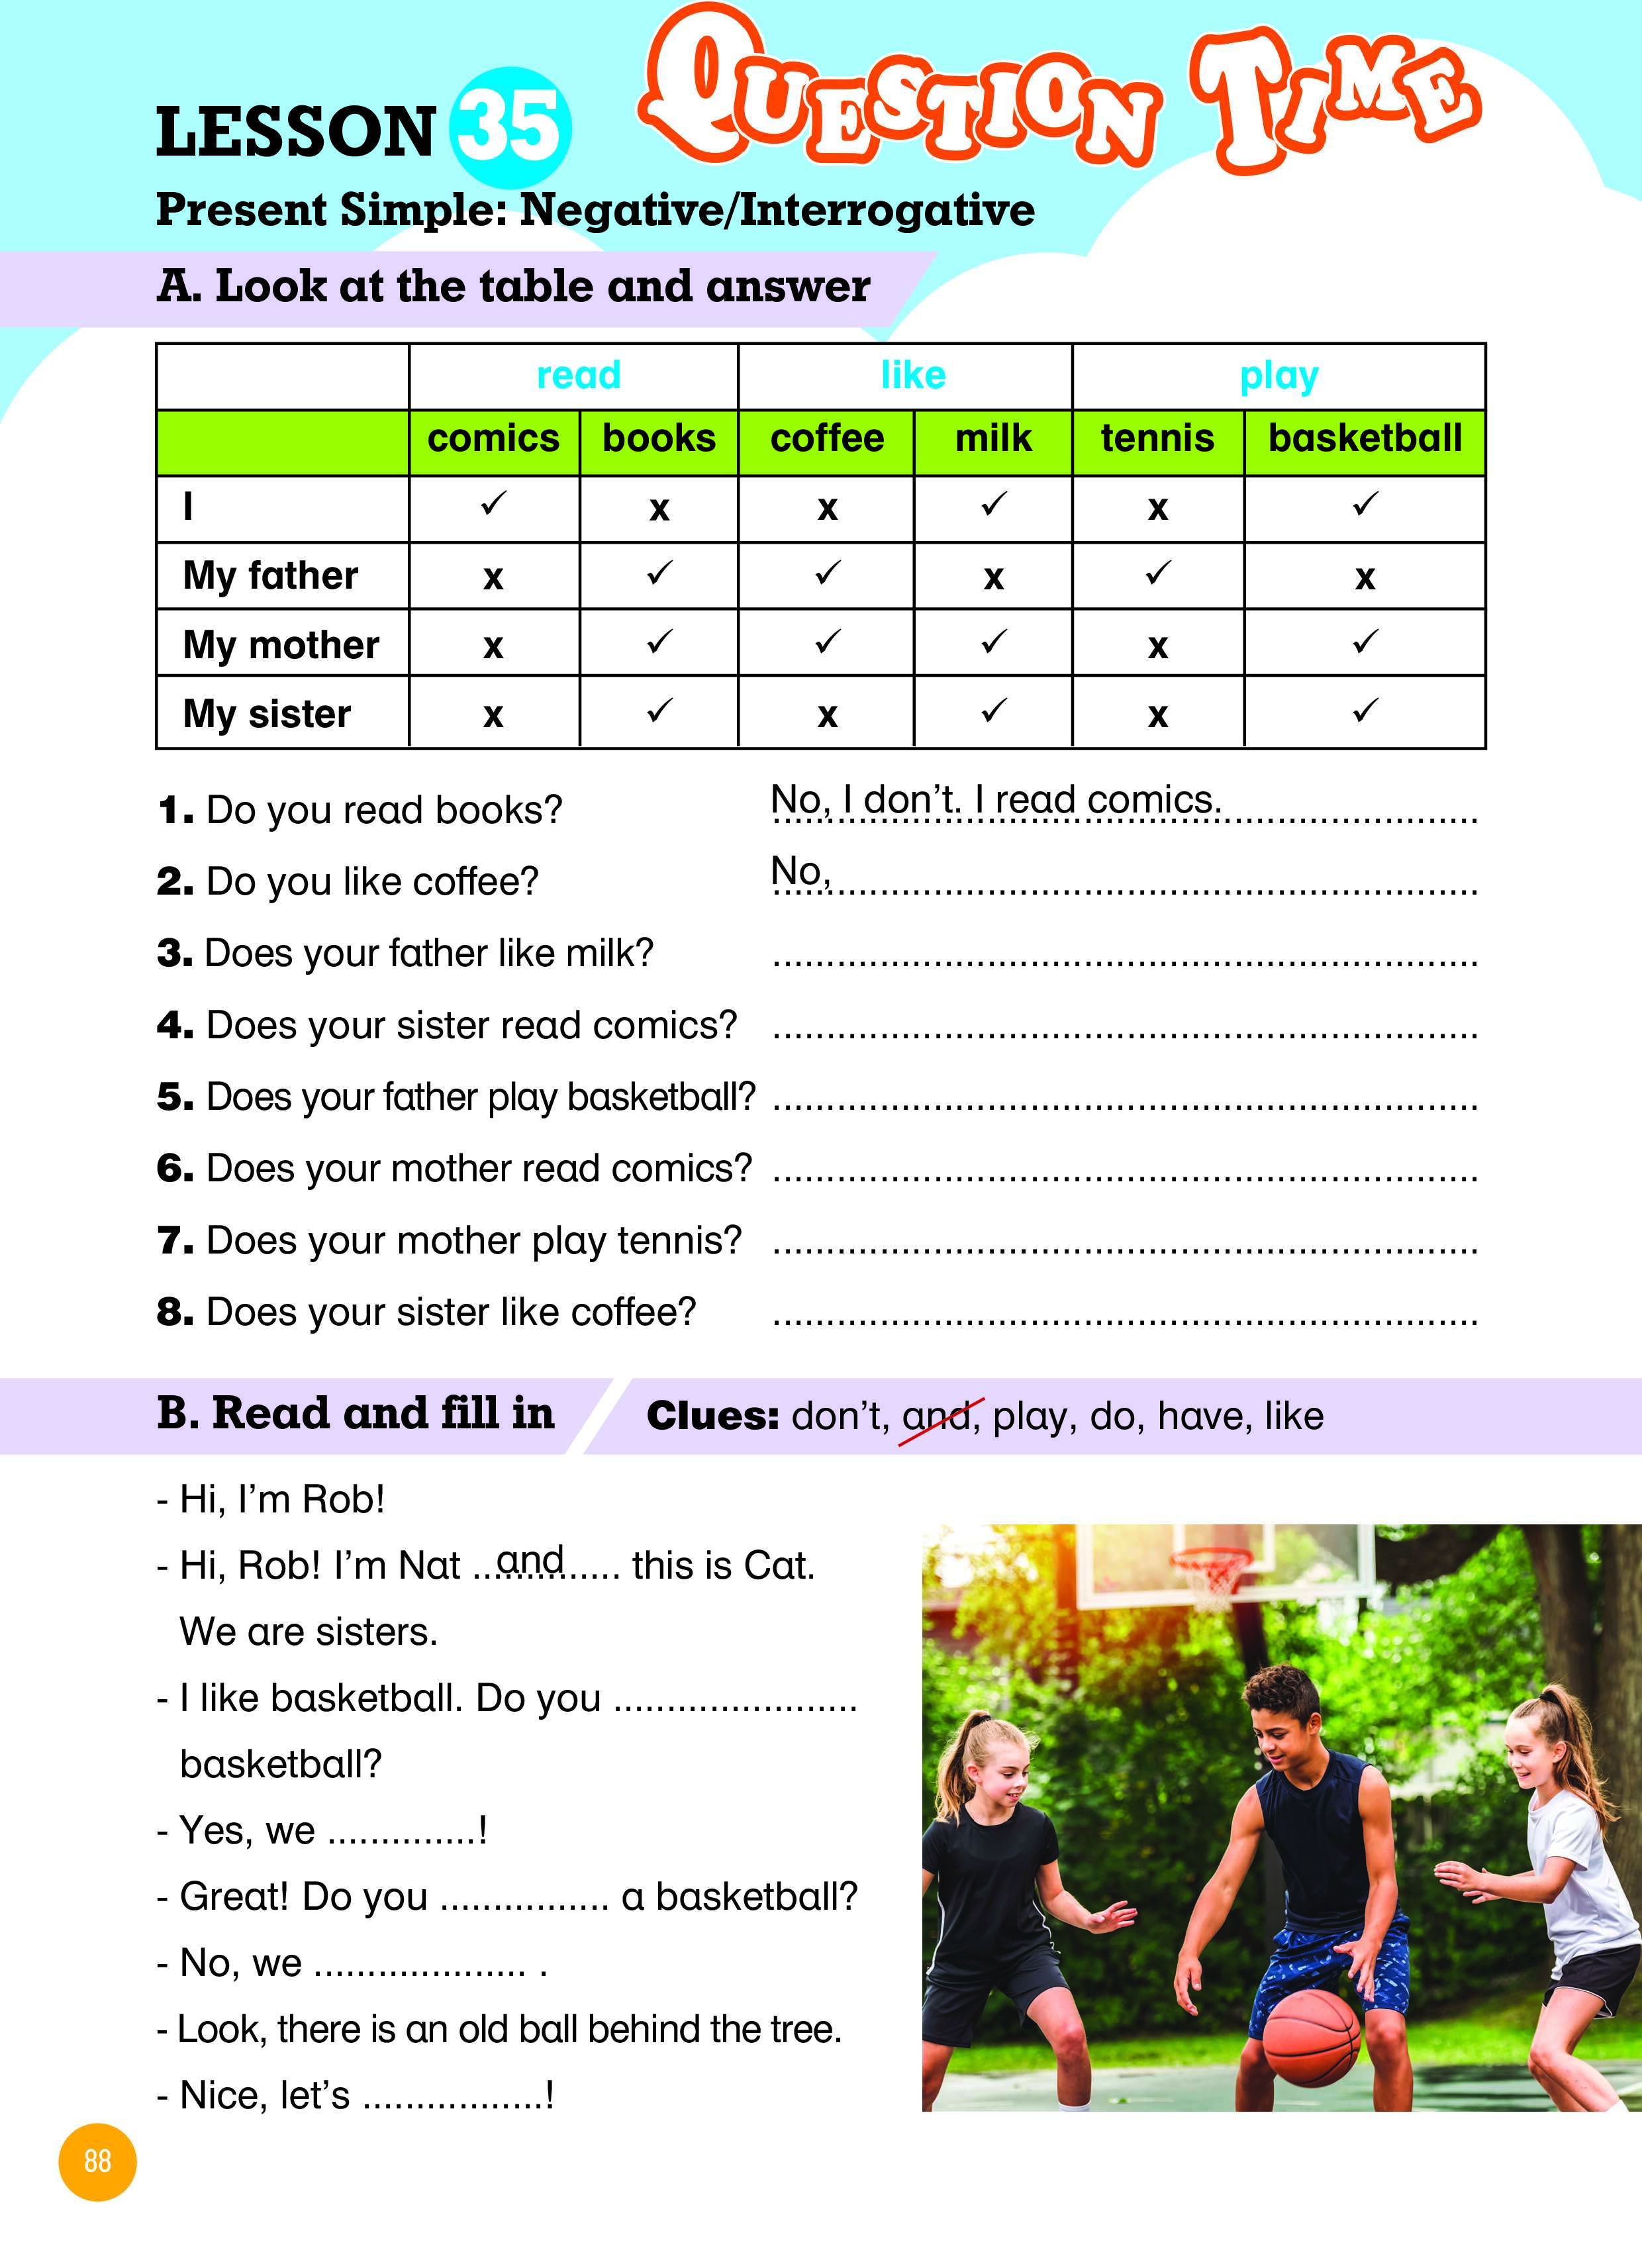 LESSON 35
QUESTION TIME
Present Simple: Negative/Interrogative
A. Look at the table and answer
read like play
comics books coffee milk tennis basketball
I ✓ x x ✓ x ✓
My father x ✓ ✓ x ✓ x
My mother x ✓ ✓ ✓ x ✓
My sister x ✓ x ✓ x ✓
1. Do you read books? No, I don’t. I read comics.
2. Do you like coffee? No, ..........
3. Does your father like milk? ..........
4. Does your sister read comics? ..........
5. Does your father play basketball? ..........
6. Does your mother read comics? ..........
7. Does your mother play tennis? ..........
8. Does your sister like coffee? ..........
B. Read and fill in
Clues: don’t, and, play, do, have, like
- Hi, I’m Rob!
- Hi, Rob! I’m Nat ..and..... this is Cat.
We are sisters.
- I like basketball. Do you .......................
basketball?
- Yes, we ..............!
- Great! Do you ................ a basketball?
- No, we .................... .
- Look, there is an old ball behind the tree.
- Nice, let’s .................!
88